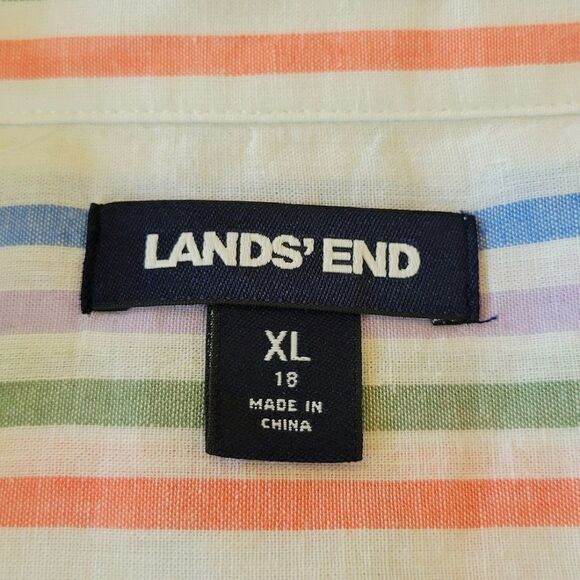 LANDS' END
XL
18
MADE IN
CHINA